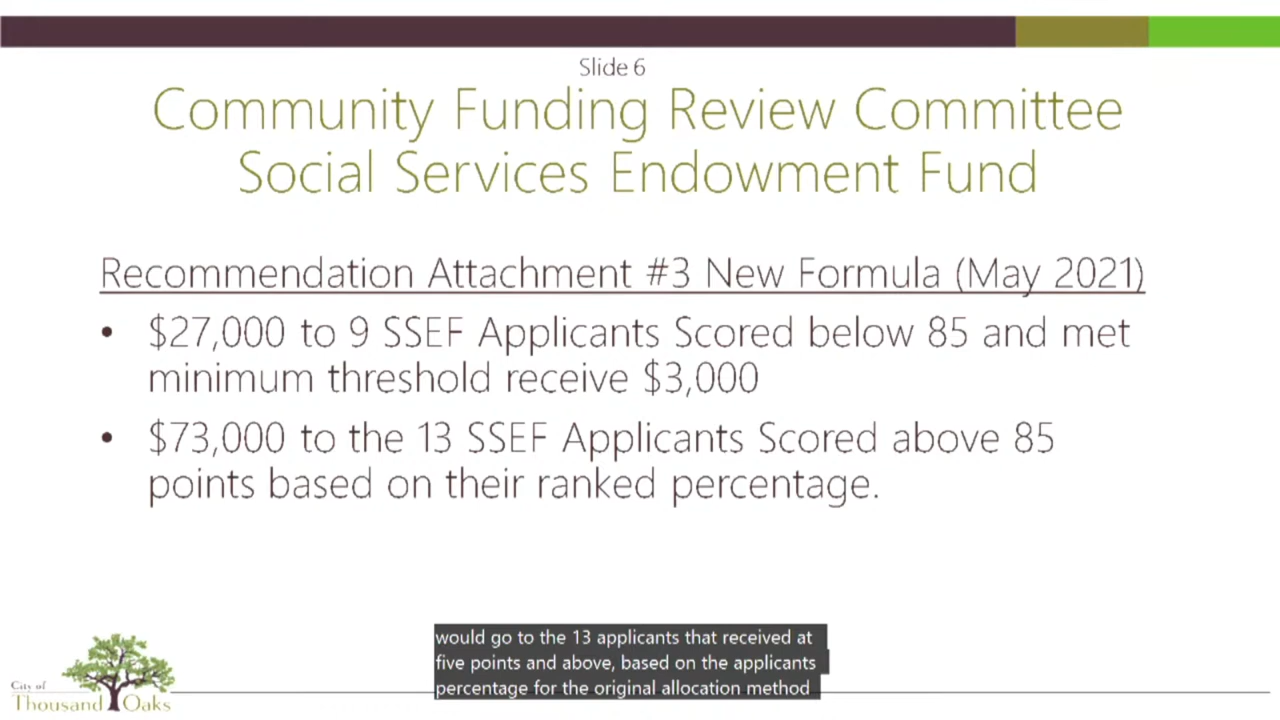 Slide 6
Community Funding Review Committee
Social Services Endowment Fund
Recommendation Attachment #3 New Formula (May 2021)
• $27,000 to 9 SSEF Applicants Scored below 85 and met
minimum threshold receive $3,000
• $73,000 to the 13 SSEF Applicants Scored above 85
points based on their ranked percentage.
would go to the 13 applicants that received at
five points and above, based on the applicants
percentage for the original allocation method
City of
Thousand Oaks